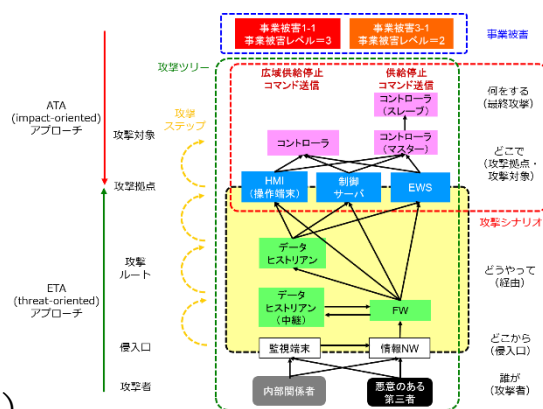 事業被害1-1
事業被害レベル=3
事業被害3-1
事業被害レベル=2
事業被害
攻撃ツリー
広域供給停止
コマンド送信
供給停止
コマンド送信
何をする
(最終攻撃)
ATA
(impact-oriented)
アプローチ
攻撃対象
攻撃
ステップ
コントローラ
(スレーブ)
コントローラ
コントローラ
(マスター)
どこで
(攻撃拠点・
攻撃対象)
攻撃拠点
HMI
(操作端末)
制御
サーバ
EWS
攻撃シナリオ
攻撃
ルート
データ
ヒストリアン
どうやって
(経由)
ETA
(threat-oriented)
アプローチ
データ
ヒストリアン
(中継)
FW
侵入口
監視端末
情報NW
どこから
(侵入口)
攻撃者
内部関係者
悪意のある
第三者
誰が
(攻撃者)
)